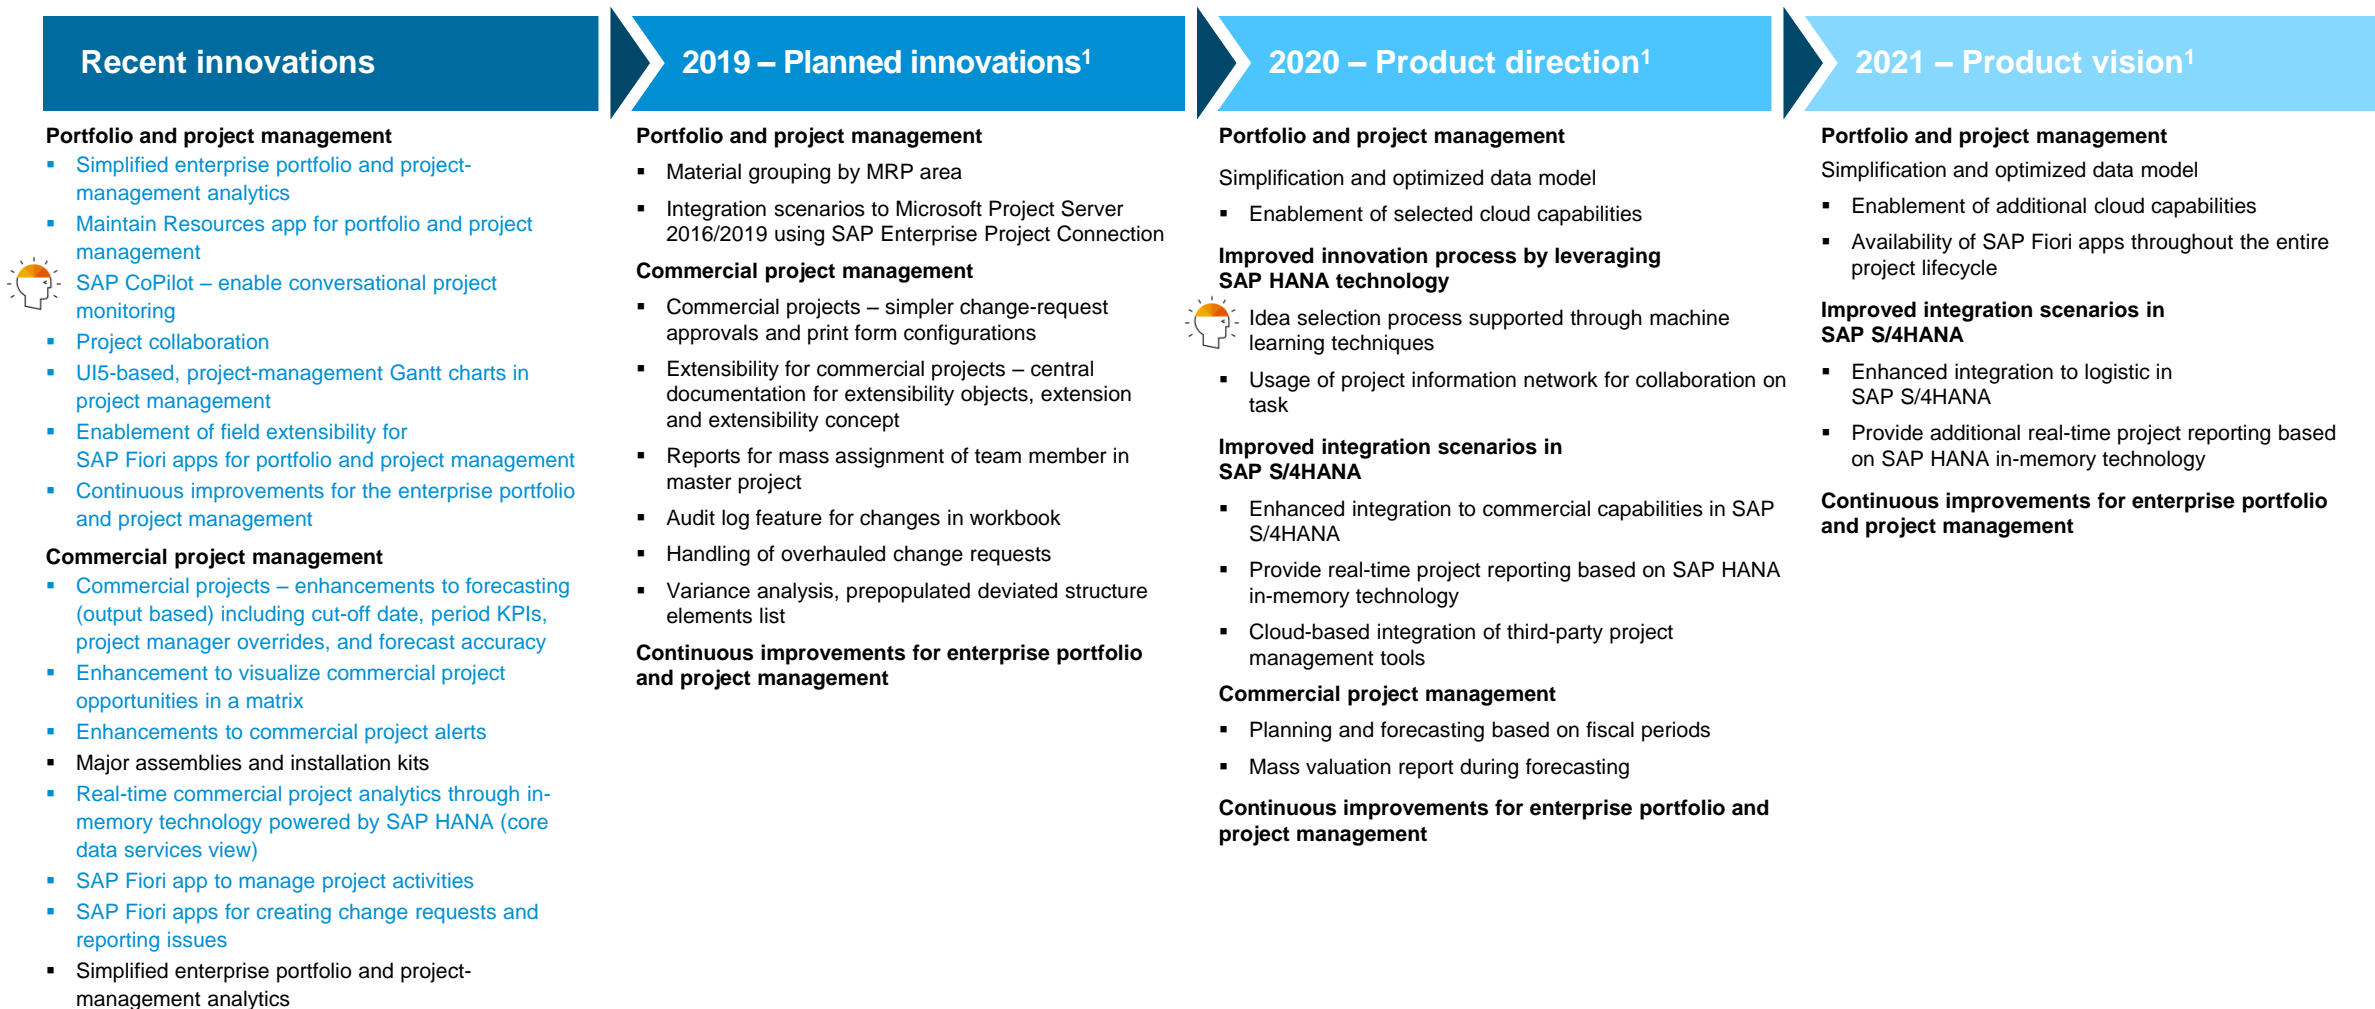 Recent innovations
Portfolio and project management
▪ Simplified enterprise portfolio and project-
management analytics
▪ Maintain Resources app for portfolio and project
management
SAP CoPilot – enable conversational project
monitoring
▪ Project collaboration
▪ UI5-based, project-management Gantt charts in
project management
▪ Enablement of field extensibility for
SAP Fiori apps for portfolio and project management
▪ Continuous improvements for the enterprise portfolio
and project management
Commercial project management
▪ Commercial projects – enhancements to forecasting
(output based) including cut-off date, period KPIs,
project manager overrides, and forecast accuracy
▪ Enhancement to visualize commercial project
opportunities in a matrix
▪ Enhancements to commercial project alerts
▪ Major assemblies and installation kits
▪ Real-time commercial project analytics through in-
memory technology powered by SAP HANA (core
data services view)
▪ SAP Fiori app to manage project activities
▪ SAP Fiori apps for creating change requests and
reporting issues
▪ Simplified enterprise portfolio and project-
management analytics
2019 – Planned innovations¹
Portfolio and project management
▪ Material grouping by MRP area
▪ Integration scenarios to Microsoft Project Server
2016/2019 using SAP Enterprise Project Connection
Commercial project management
▪ Commercial projects – simpler change-request
approvals and print form configurations
▪ Extensibility for commercial projects – central
documentation for extensibility objects, extension
and extensibility concept
▪ Reports for mass assignment of team member in
master project
▪ Audit log feature for changes in workbook
▪ Handling of overhauled change requests
▪ Variance analysis, prepopulated deviated structure
elements list
Continuous improvements for enterprise portfolio
and project management
2020 – Product direction¹
Portfolio and project management
Simplification and optimized data model
▪ Enablement of selected cloud capabilities
Improved innovation process by leveraging
SAP HANA technology
Idea selection process supported through machine
learning techniques
▪ Usage of project information network for collaboration on
task
Improved integration scenarios in
SAP S/4HANA
▪ Enhanced integration to commercial capabilities in SAP
S/4HANA
▪ Provide real-time project reporting based on SAP HANA
in-memory technology
▪ Cloud-based integration of third-party project
management tools
Commercial project management
▪ Planning and forecasting based on fiscal periods
▪ Mass valuation report during forecasting
Continuous improvements for enterprise portfolio and
project management
2021 – Product vision¹
Portfolio and project management
Simplification and optimized data model
▪ Enablement of additional cloud capabilities
▪ Availability of SAP Fiori apps throughout the entire
project lifecycle
Improved integration scenarios in
SAP S/4HANA
▪ Enhanced integration to logistic in
SAP S/4HANA
▪ Provide additional real-time project reporting based
on SAP HANA in-memory technology
Continuous improvements for enterprise portfolio
and project management